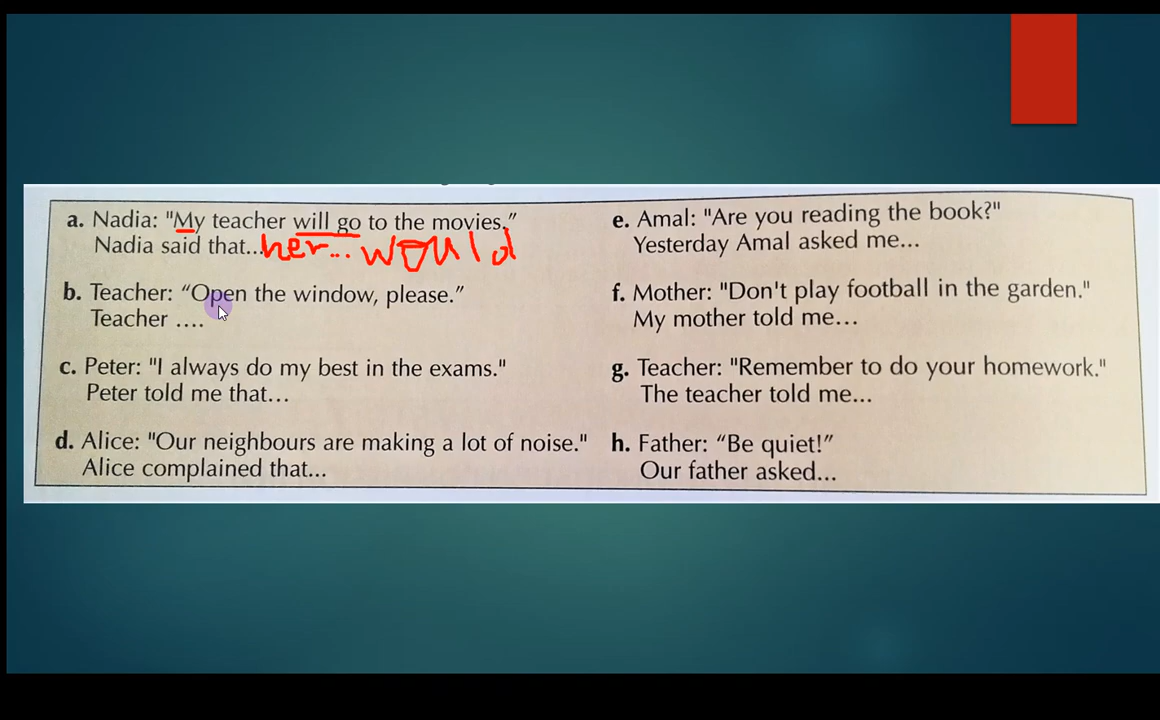 a. Nadia: "My teacher will go to the movies."
Nadia said that...her... would
b. Teacher: “Open the window, please.”
Teacher ....
c. Peter: "I always do my best in the exams."
Peter told me that...
d. Alice: "Our neighbours are making a lot of noise."
Alice complained that...
e. Amal: "Are you reading the book?"
Yesterday Amal asked me...
f. Mother: "Don't play football in the garden."
My mother told me...
g. Teacher: "Remember to do your homework."
The teacher told me...
h. Father: “Be quiet!”
Our father asked...